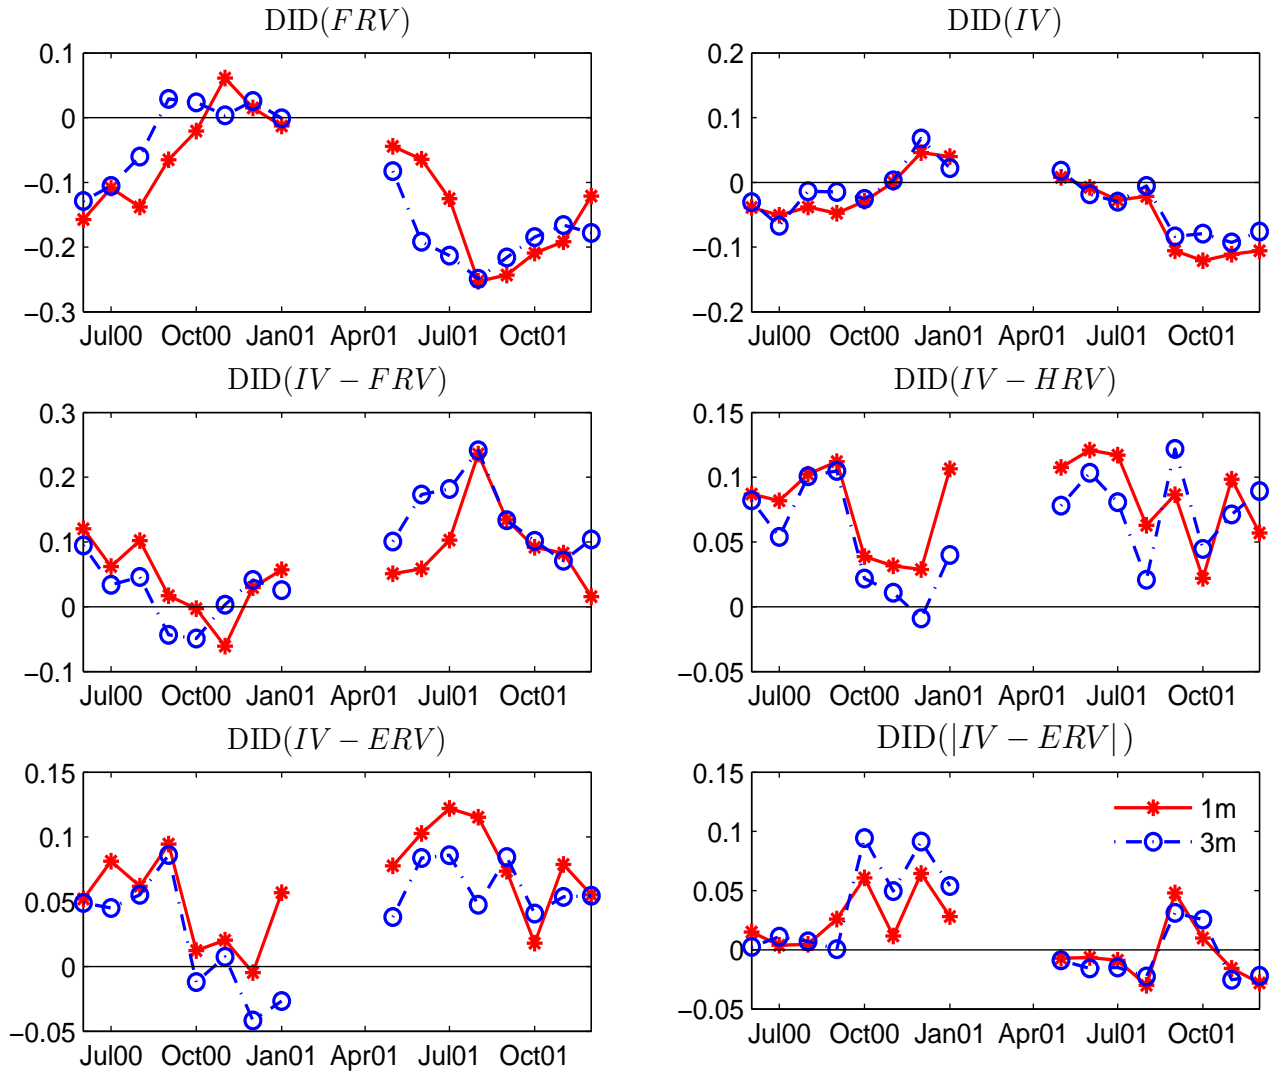 DID(FRV)
0.1
0
−0.1
−0.2
−0.3
Jul00 Oct00 Jan01 Apr01 Jul01 Oct01
DID(IV)
0.2
0.1
0
−0.1
−0.2
Jul00 Oct00 Jan01 Apr01 Jul01 Oct01
DID(IV − FRV)
0.3
0.2
0.1
0
−0.1
Jul00 Oct00 Jan01 Apr01 Jul01 Oct01
DID(IV − HRV)
0.15
0.1
0.05
0
−0.05
Jul00 Oct00 Jan01 Apr01 Jul01 Oct01
DID(IV − ERV)
0.15
0.1
0.05
0
−0.05
Jul00 Oct00 Jan01 Apr01 Jul01 Oct01
DID(|IV − ERV|)
0.15
0.1
0.05
0
−0.05
1m
3m
Jul00 Oct00 Jan01 Apr01 Jul01 Oct01